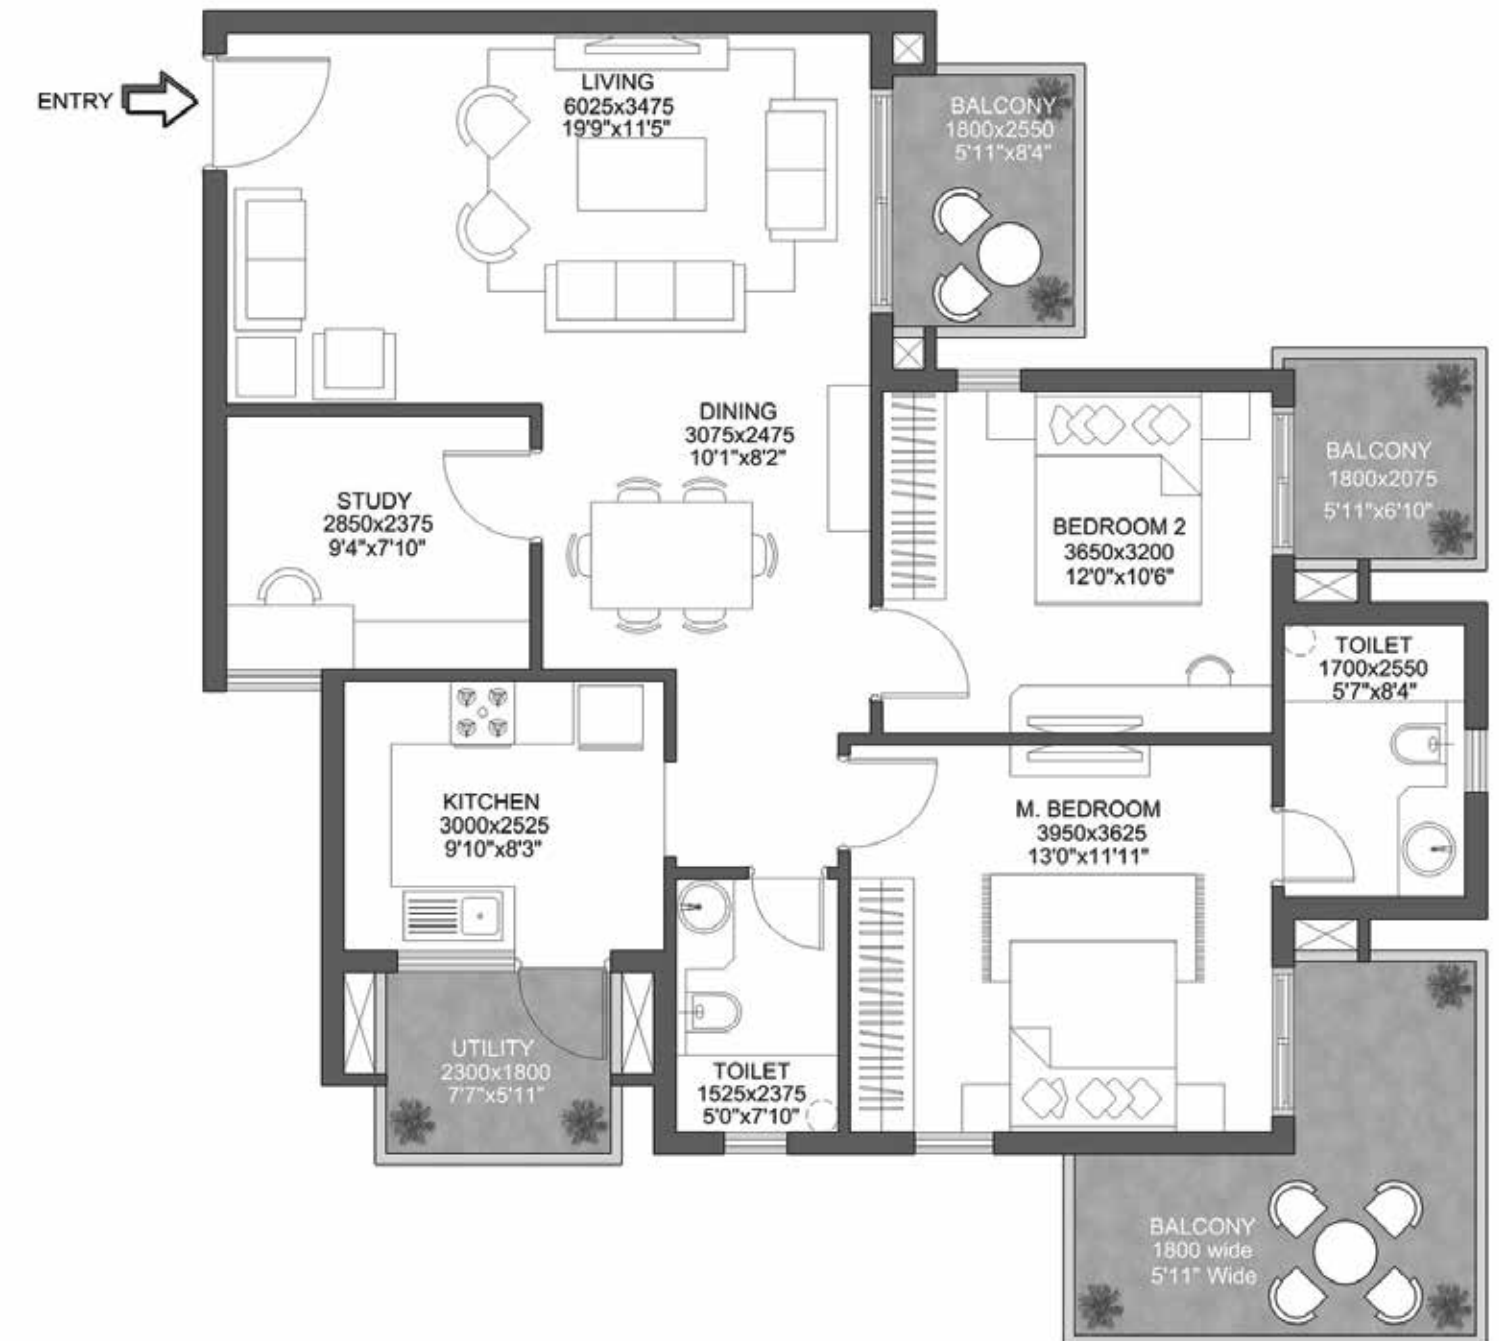 ENTRY
LIVING
6025x3475
19'9"x11'5"
BALCONY
1800x2550
5'11"x8'4"
DINING
3075x2475
10'1"x8'2"
STUDY
2850x2375
9'4"x7'10"
BALCONY
1800x2075
5'11"x6'10"
BEDROOM 2
3650x3200
12'0"x10'6"
TOILET
1700x2550
5'7"x8'4"
KITCHEN
3000x2525
9'10"x8'3"
M. BEDROOM
3950x3625
13'0"x11'11"
UTILITY
2300x1800
7'7"x5'11"
TOILET
1525x2375
5'0"x7'10"
BALCONY
1800 wide
5'11" Wide